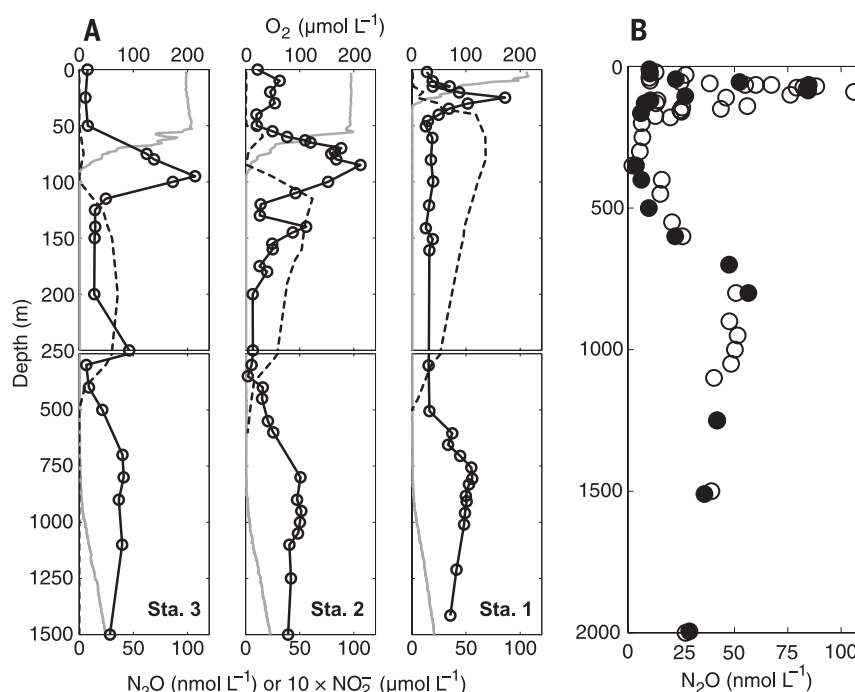 A
O₂ (µmol L⁻¹)
0 100 200 0 100 200 0 100 200
0
50
100
150
200
250
500
750
1000
1250
1500
Depth (m)
Sta. 3
Sta. 2
Sta. 1
0 50 100 0 50 100 0 50 100
N₂O (nmol L⁻¹) or 10 × NO₂⁻ (µmol L⁻¹)
B
0
500
1000
1500
2000
0 25 50 75 100
N₂O (nmol L⁻¹)